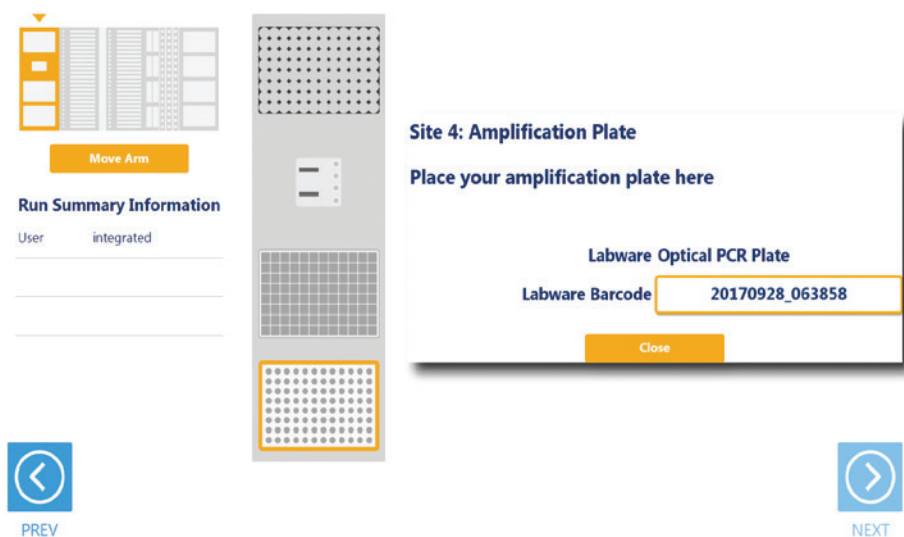 Move Arm
Run Summary Information
User integrated
Site 4: Amplification Plate
Place your amplification plate here
Labware Optical PCR Plate
Labware Barcode 20170928_063858
Close
PREV
NEXT